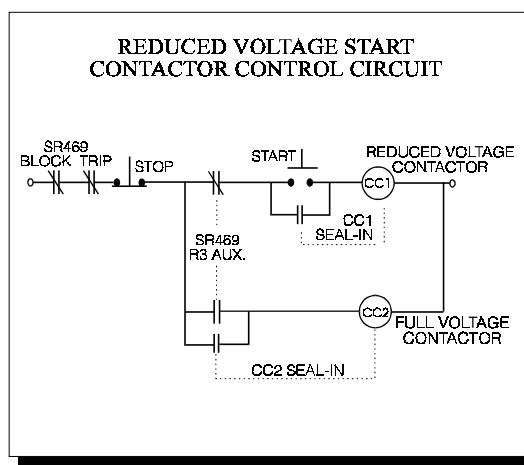 REDUCED VOLTAGE START
CONTACTOR CONTROL CIRCUIT
SR469
BLOCK TRIP
STOP
START
REDUCED VOLTAGE
CONTACTOR
CC1
CC1
SEAL-IN
SR469
R3 AUX.
CC2
FULL VOLTAGE
CONTACTOR
CC2 SEAL-IN